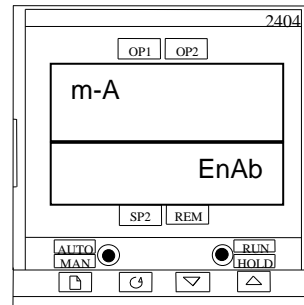 2404
OP1 OP2
m-A
EnAb
SP2 REM
AUTO RUN
MAN HOLD